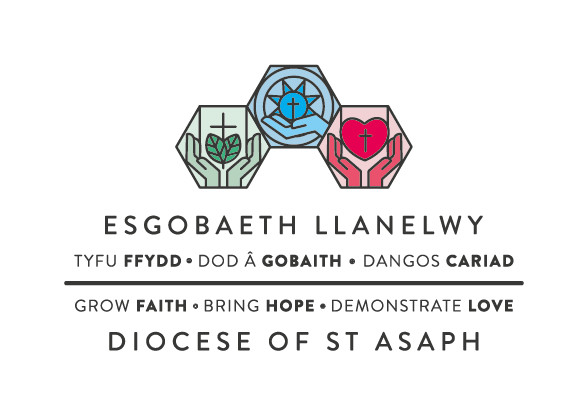 ESGOBAETH LLANELWY
TYFU FFYDD • DOD Â GOBAITH • DANGOS CARIAD
GROW FAITH • BRING HOPE • DEMONSTRATE LOVE
DIOCESE OF ST ASAPH